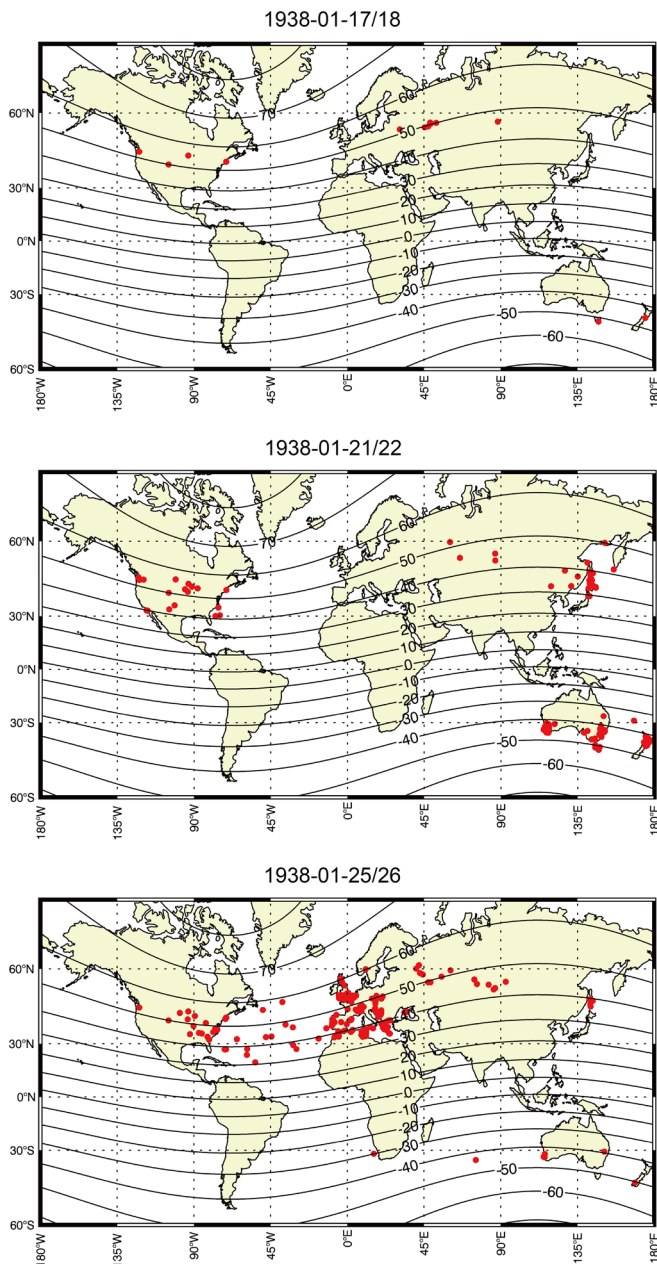 1938-01-17/18
70
60
50
40
30
20
10
0
10
-20
-30
-40
-50
-60
60°N
30°N
0°N
30°S
60°S
180°W
135°W
90°W
45°W
0°E
45°E
90°E
135°E
180°E
1938-01-21/22
70
60
50
40
30
20
10
0
10
-20
-30
-40
-50
-60
60°N
30°N
0°N
30°S
60°S
180°W
135°W
90°W
45°W
0°E
45°E
90°E
135°E
180°E
1938-01-25/26
70
60
50
40
30
20
10
0
10
-20
-30
-40
-50
-60
60°N
30°N
0°N
30°S
60°S
180°W
135°W
90°W
45°W
0°E
45°E
90°E
135°E
180°E